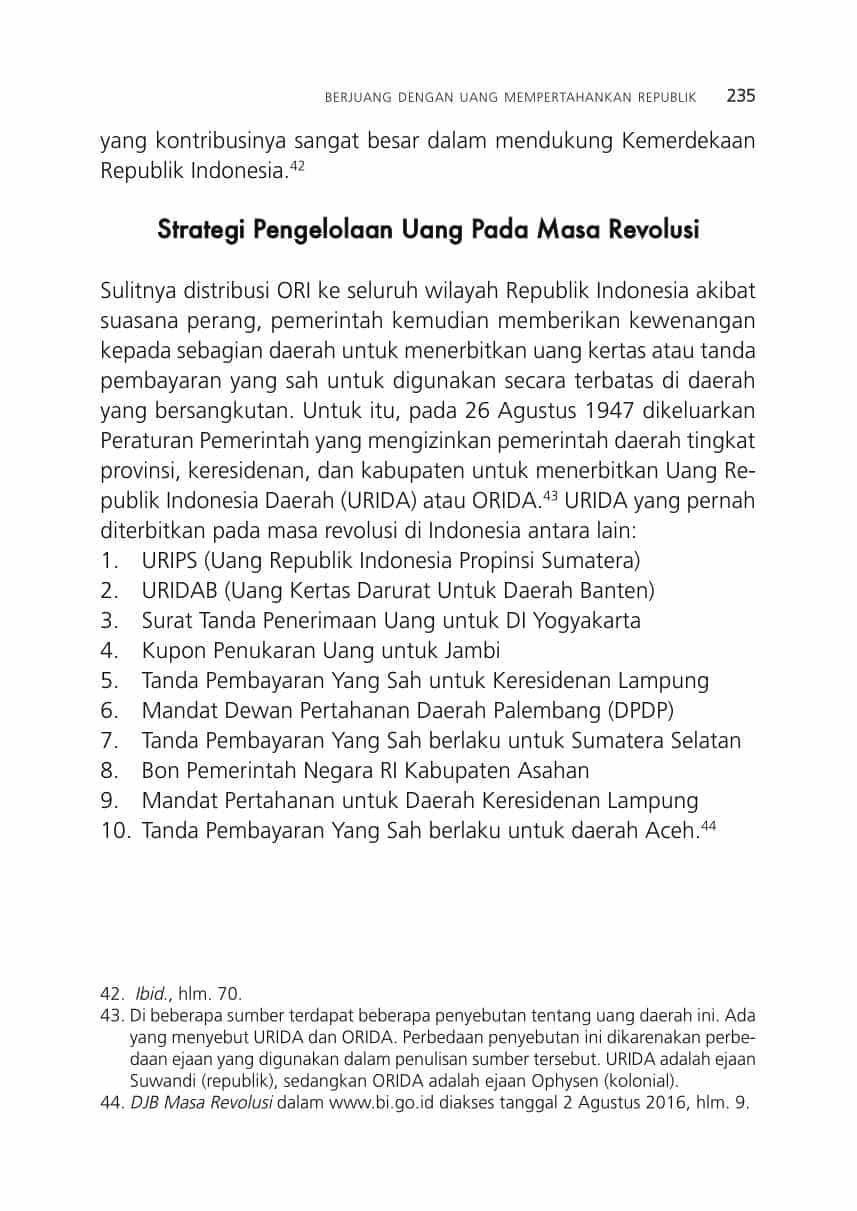 BERJUANG DENGAN UANG MEMPERTAHANKAN REPUBLIK 235
yang kontribusinya sangat besar dalam mendukung Kemerdekaan
Republik Indonesia.42
Strategi Pengelolaan Uang Pada Masa Revolusi
Sulitnya distribusi ORI ke seluruh wilayah Republik Indonesia akibat
suasana perang, pemerintah kemudian memberikan kewenangan
kepada sebagian daerah untuk menerbitkan uang kertas atau tanda
pembayaran yang sah untuk digunakan secara terbatas di daerah
yang bersangkutan. Untuk itu, pada 26 Agustus 1947 dikeluarkan
Peraturan Pemerintah yang mengizinkan pemerintah daerah tingkat
provinsi, keresidenan, dan kabupaten untuk menerbitkan Uang Re-
publik Indonesia Daerah (URIDA) atau ORIDA.43 URIDA yang pernah
diterbitkan pada masa revolusi di Indonesia antara lain:
1. URIPS (Uang Republik Indonesia Propinsi Sumatera)
2. URIDAB (Uang Kertas Darurat Untuk Daerah Banten)
3. Surat Tanda Penerimaan Uang untuk DI Yogyakarta
4. Kupon Penukaran Uang untuk Jambi
5. Tanda Pembayaran Yang Sah untuk Keresidenan Lampung
6. Mandat Dewan Pertahanan Daerah Palembang (DPDP)
7. Tanda Pembayaran Yang Sah berlaku untuk Sumatera Selatan
8. Bon Pemerintah Negara RI Kabupaten Asahan
9. Mandat Pertahanan untuk Daerah Keresidenan Lampung
10. Tanda Pembayaran Yang Sah berlaku untuk daerah Aceh.44
42. Ibid., hlm. 70.
43. Di beberapa sumber terdapat beberapa penyebutan tentang uang daerah ini. Ada
yang menyebut URIDA dan ORIDA. Perbedaan penyebutan ini dikarenakan perbe-
daan ejaan yang digunakan dalam penulisan sumber tersebut. URIDA adalah ejaan
Suwandi (republik), sedangkan ORIDA adalah ejaan Ophysen (kolonial).
44. DJB Masa Revolusi dalam www.bi.go.id diakses tanggal 2 Agustus 2016, hlm. 9.